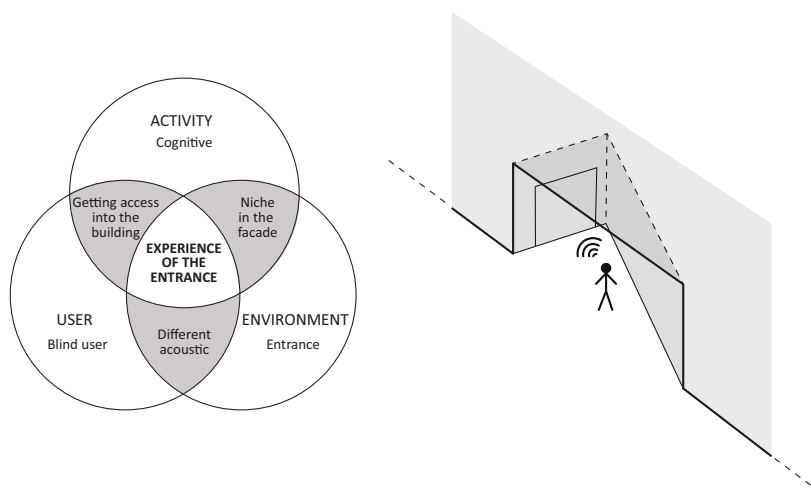 ACTIVITY
Cognitive
Getting access
into the
building
Niche
in the
facade
EXPERIENCE
OF THE
ENTRANCE
USER
Blind user
Different
acoustic
ENVIRONMENT
Entrance